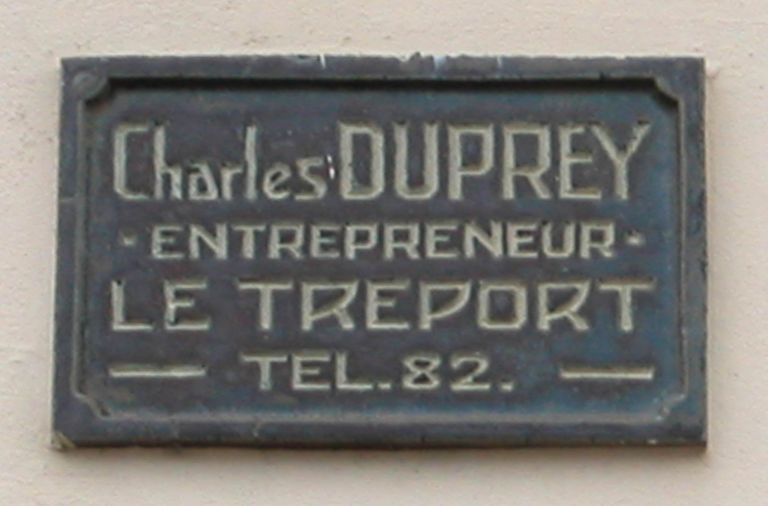 Charles DUPREY
- ENTREPRENEUR -
LE TREPORT
— TEL. 82. —